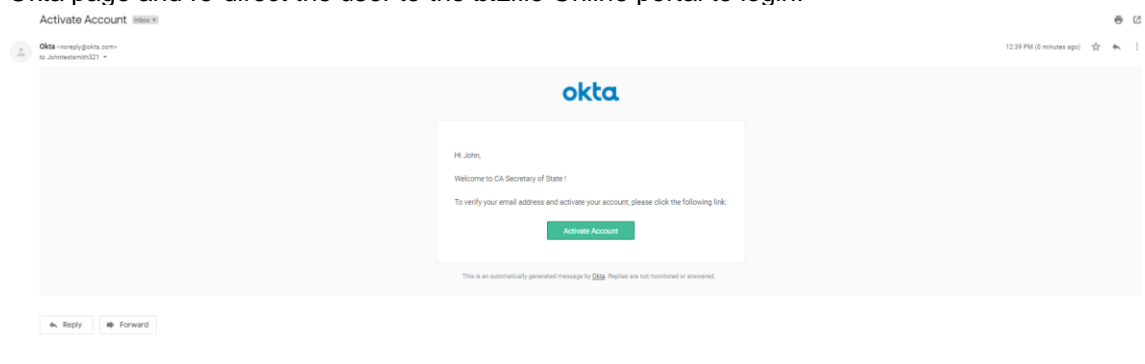 Okta page and re-direct the user to the bizfile Online portal to login.
Activate Account Inbox ×
Okta <noreply@okta.com>
to Johntestsmith321
12:39 PM (0 minutes ago)
okta
Hi John,
Welcome to CA Secretary of State !
To verify your email address and activate your account, please click the following link:
Activate Account
This is an automatically generated message by Okta. Replies are not monitored or answered.
Reply
Forward